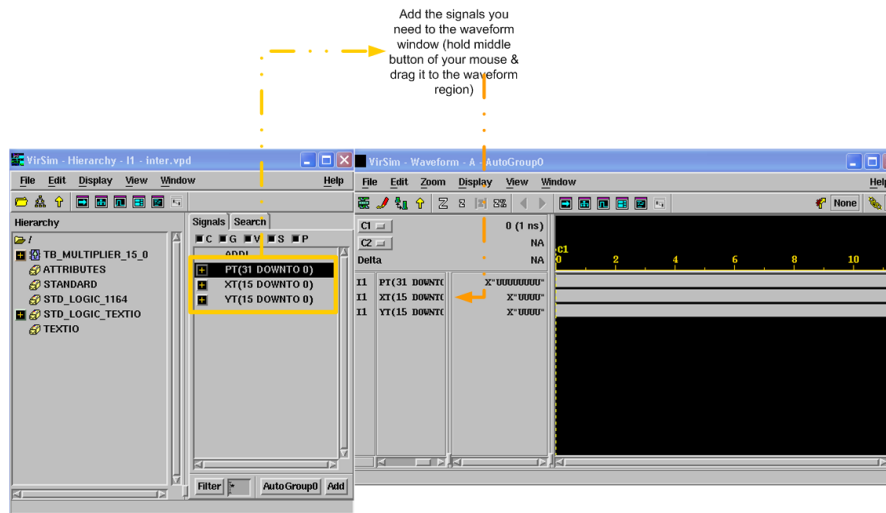 Add the signals you
need to the waveform
window (hold middle
button of your mouse &
drag it to the waveform
region)
VirSim - Hierarchy - I1 - inter.vpd
File Edit Display View Window Help
Hierarchy
/
TB_MULTIPLIER_15_0
ATTRIBUTES
STANDARD
STD_LOGIC_1164
STD_LOGIC_TEXTIO
TEXTIO
Signals Search
C G V S P
PT(31 DOWNTO 0)
XT(15 DOWNTO 0)
YT(15 DOWNTO 0)
Filter * AutoGroup0 Add
VirSim - Waveform - A - AutoGroup0
File Edit Zoom Display View Window Help
None
C1 0 (1 ns)
C2 NA
Delta NA
C1
0 2 4 6 8 10
I1 PT(31 DOWNT( X"UUUUUUUU"
I1 XT(15 DOWNT( X"UUUU"
I1 YT(15 DOWNT( X"UUUU"